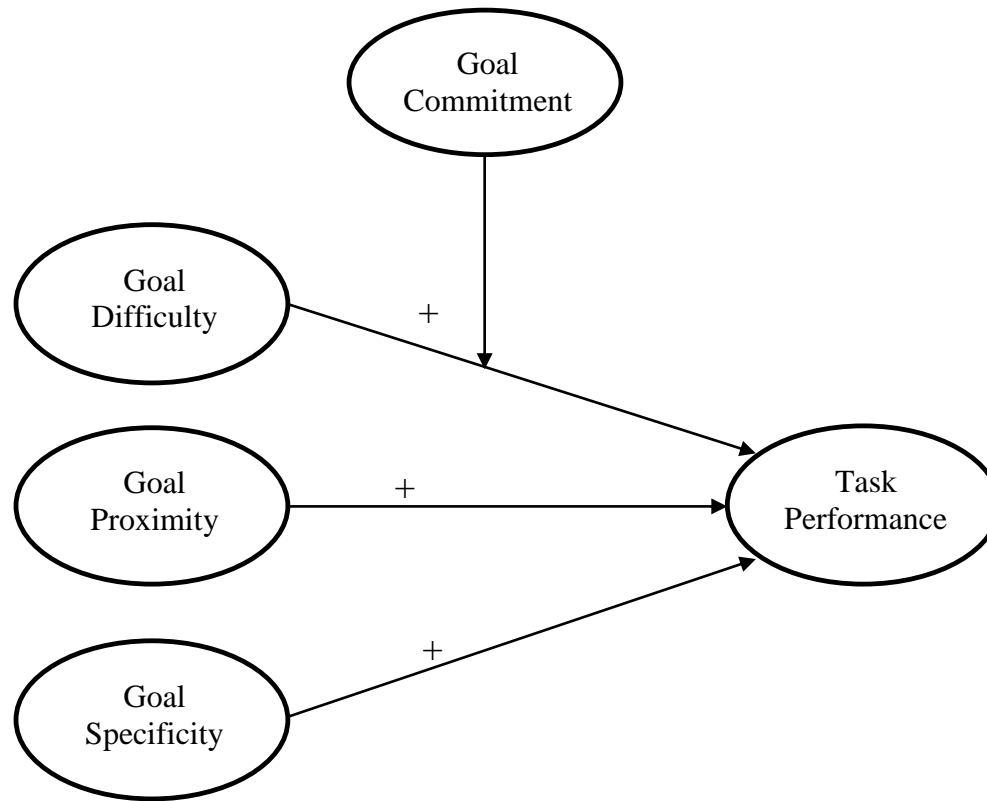 Goal
Commitment
Goal
Difficulty
+
Goal
Proximity
+
Task
Performance
Goal
Specificity
+